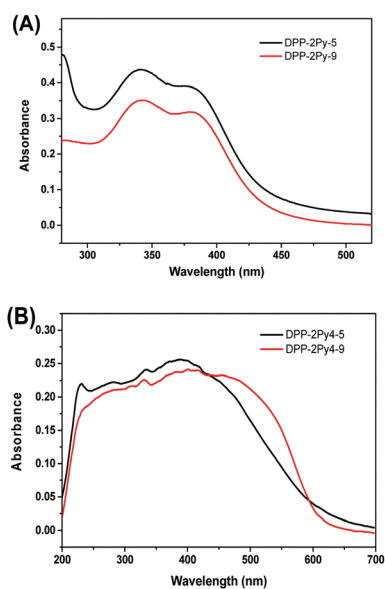 (A)
DPP-2Py-5
DPP-2Py-9
0.5
0.4
0.3
0.2
0.1
0.0
Absorbance
300 350 400 450 500
Wavelength (nm)
(B)
DPP-2Py4-5
DPP-2Py4-9
0.30
0.25
0.20
0.15
0.10
0.05
0.00
Absorbance
200 300 400 500 600 700
Wavelength (nm)